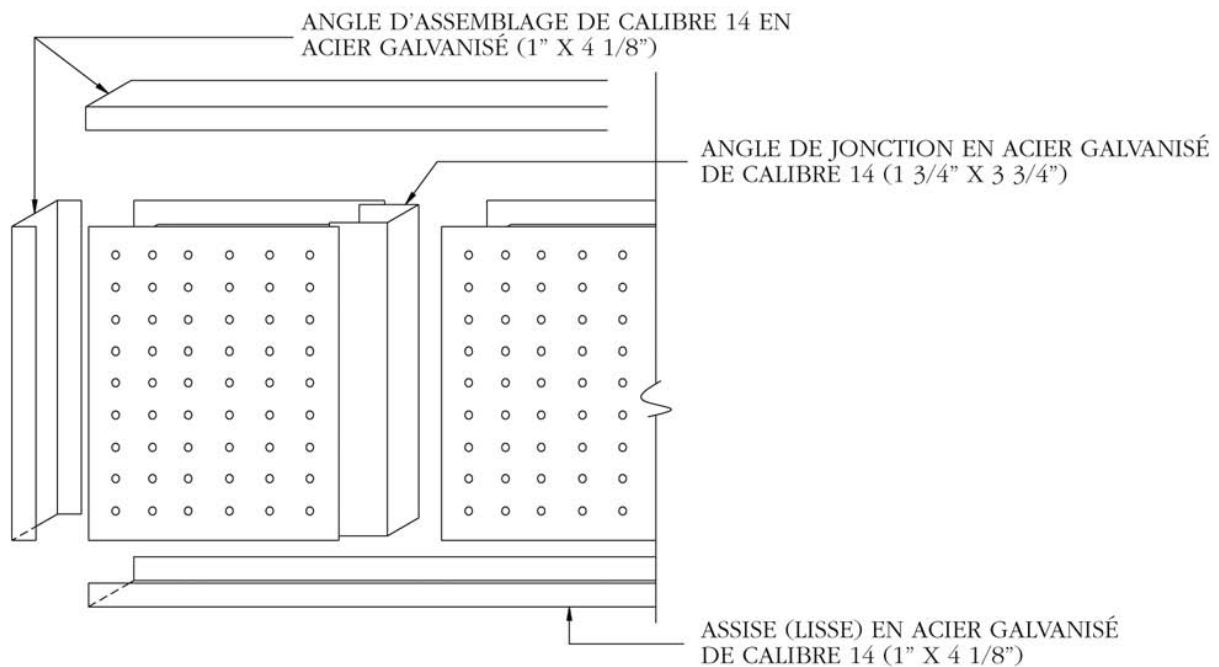 ANGLE D'ASSEMBLAGE DE CALIBRE 14 EN
ACIER GALVANISÉ (1” X 4 1/8”)
ANGLE DE JONCTION EN ACIER GALVANISÉ
DE CALIBRE 14 (1 3/4” X 3 3/4”)
ASSISE (LISSE) EN ACIER GALVANISÉ
DE CALIBRE 14 (1” X 4 1/8”)